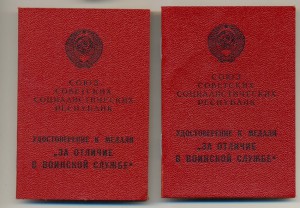 СОЮЗ
СОВЕТСКИХ
СОЦИАЛИСТИЧЕСКИХ
РЕСПУБЛИК
УДОСТОВЕРЕНИЕ К МЕДАЛИ
„ЗА ОТЛИЧИЕ
В ВОИНСКОЙ СЛУЖБЕ“
СОЮЗ
СОВЕТСКИХ
СОЦИАЛИСТИЧЕСКИХ
РЕСПУБЛИК
УДОСТОВЕРЕНИЕ К МЕДАЛИ
„ЗА ОТЛИЧИЕ
В ВОИНСКОЙ СЛУЖБЕ“